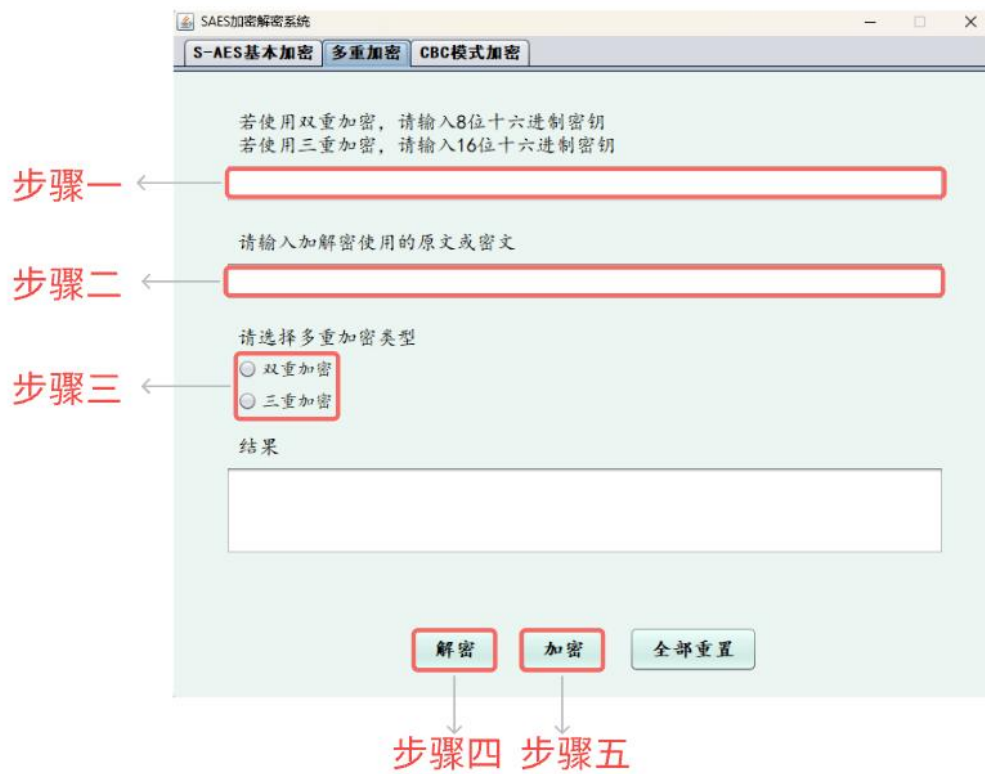 SAES加密解密系统
S-AES基本加密 多重加密 CBC模式加密
若使用双重加密，请输入8位十六进制密钥
若使用三重加密，请输入16位十六进制密钥
步骤一
请输入加解密使用的原文或密文
步骤二
请选择多重加密类型
双重加密
步骤三
三重加密
结果
解密 加密 全部重置
步骤四 步骤五